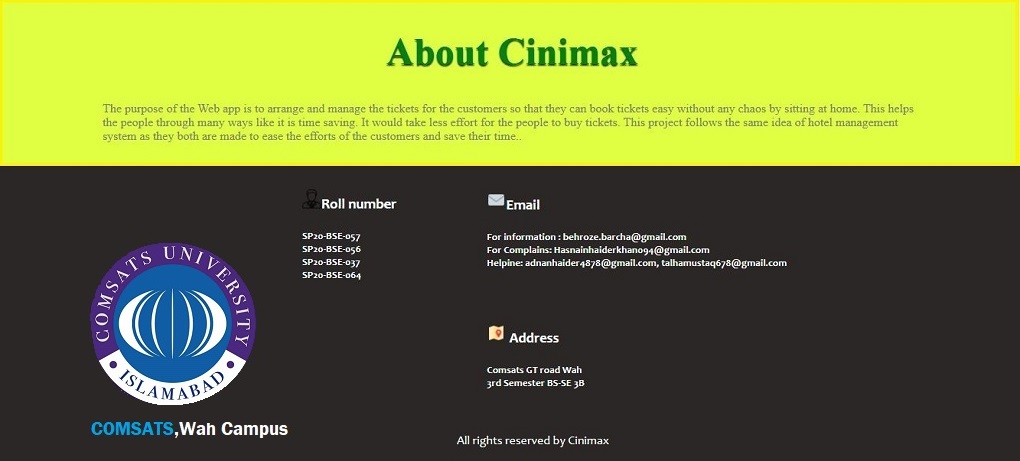 About Cinimax
The purpose of the Web app is to arrange and manage the tickets for the customers so that they can book tickets easy without any chaos by sitting at home. This helps
the people through many ways like it is time saving. It would take less effort for the people to buy tickets. This project follows the same idea of hotel management
system as they both are made to ease the efforts of the customers and save their time..
Roll number
SP20-BSE-057
SP20-BSE-056
SP20-BSE-037
SP20-BSE-064
Email
For information : behroze.barcha@gmail.com
For Complains: Hasnainhaiderkhan094@gmail.com
Helpine: adnanhaider4878@gmail.com, talhamustaq678@gmail.com
COMSATS UNIVERSITY
ISLAMABAD
COMSATS,Wah Campus
Address
Comsats GT road Wah
3rd Semester BS-SE 3B
All rights reserved by Cinimax